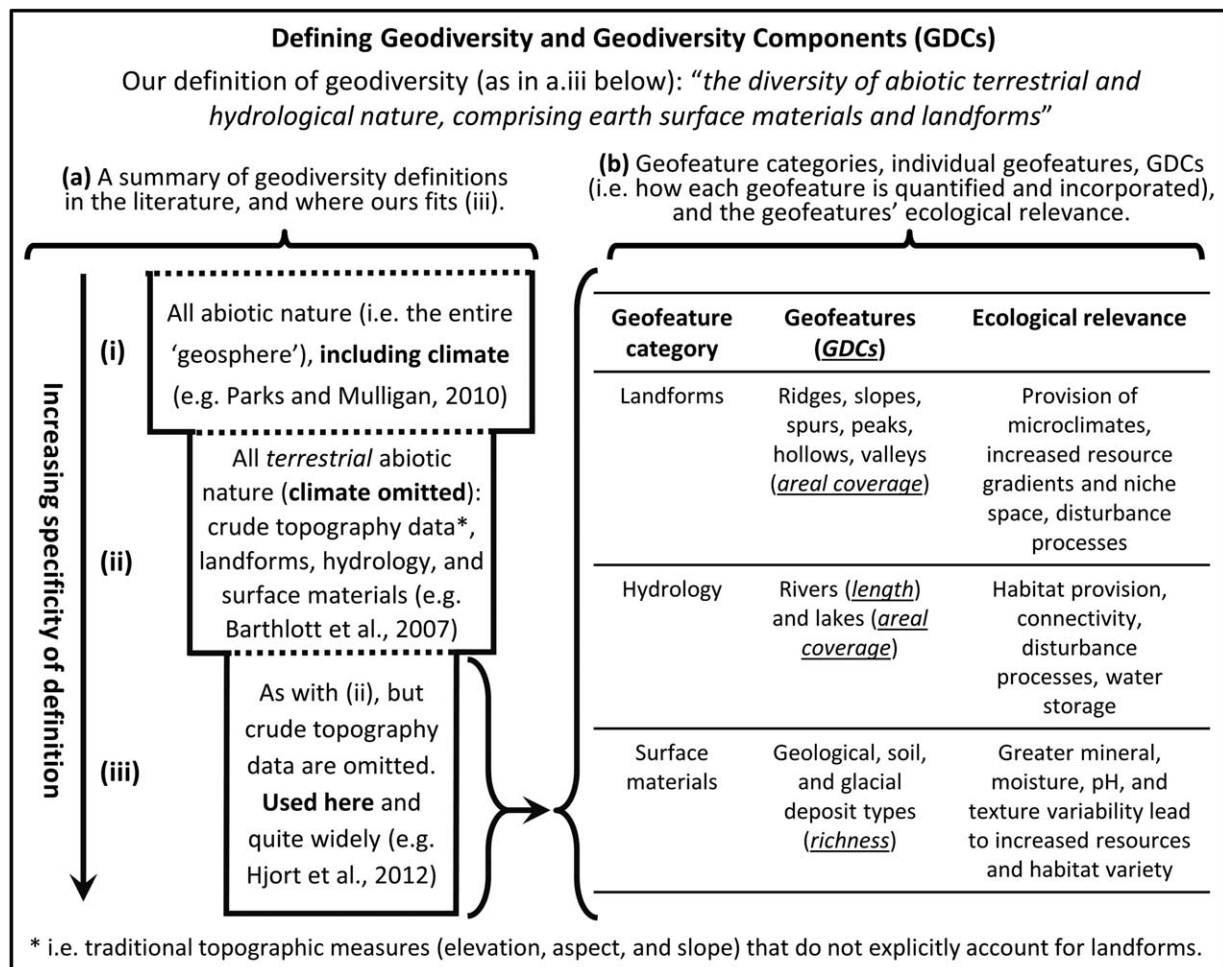 Defining Geodiversity and Geodiversity Components (GDCs)
Our definition of geodiversity (as in a.iii below): “the diversity of abiotic terrestrial and
hydrological nature, comprising earth surface materials and landforms”
(a) A summary of geodiversity definitions
in the literature, and where ours fits (iii).
Increasing specificity of definition
(i)
All abiotic nature (i.e. the entire
‘geosphere’), including climate
(e.g. Parks and Mulligan, 2010)
(ii)
All terrestrial abiotic
nature (climate omitted):
crude topography data*,
landforms, hydrology, and
surface materials (e.g.
Barthlott et al., 2007)
(iii)
As with (ii), but
crude topography
data are omitted.
Used here and
quite widely (e.g.
Hjort et al., 2012)
(b) Geofeature categories, individual geofeatures, GDCs
(i.e. how each geofeature is quantified and incorporated),
and the geofeatures’ ecological relevance.
Geofeature
category
Geofeatures
(GDCs)
Ecological relevance
Landforms
Ridges, slopes,
spurs, peaks,
hollows, valleys
(areal coverage)
Provision of
microclimates,
increased resource
gradients and niche
space, disturbance
processes
Hydrology
Rivers (length)
and lakes (areal
coverage)
Habitat provision,
connectivity,
disturbance
processes, water
storage
Surface
materials
Geological, soil,
and glacial
deposit types
(richness)
Greater mineral,
moisture, pH, and
texture variability lead
to increased resources
and habitat variety
* i.e. traditional topographic measures (elevation, aspect, and slope) that do not explicitly account for landforms.